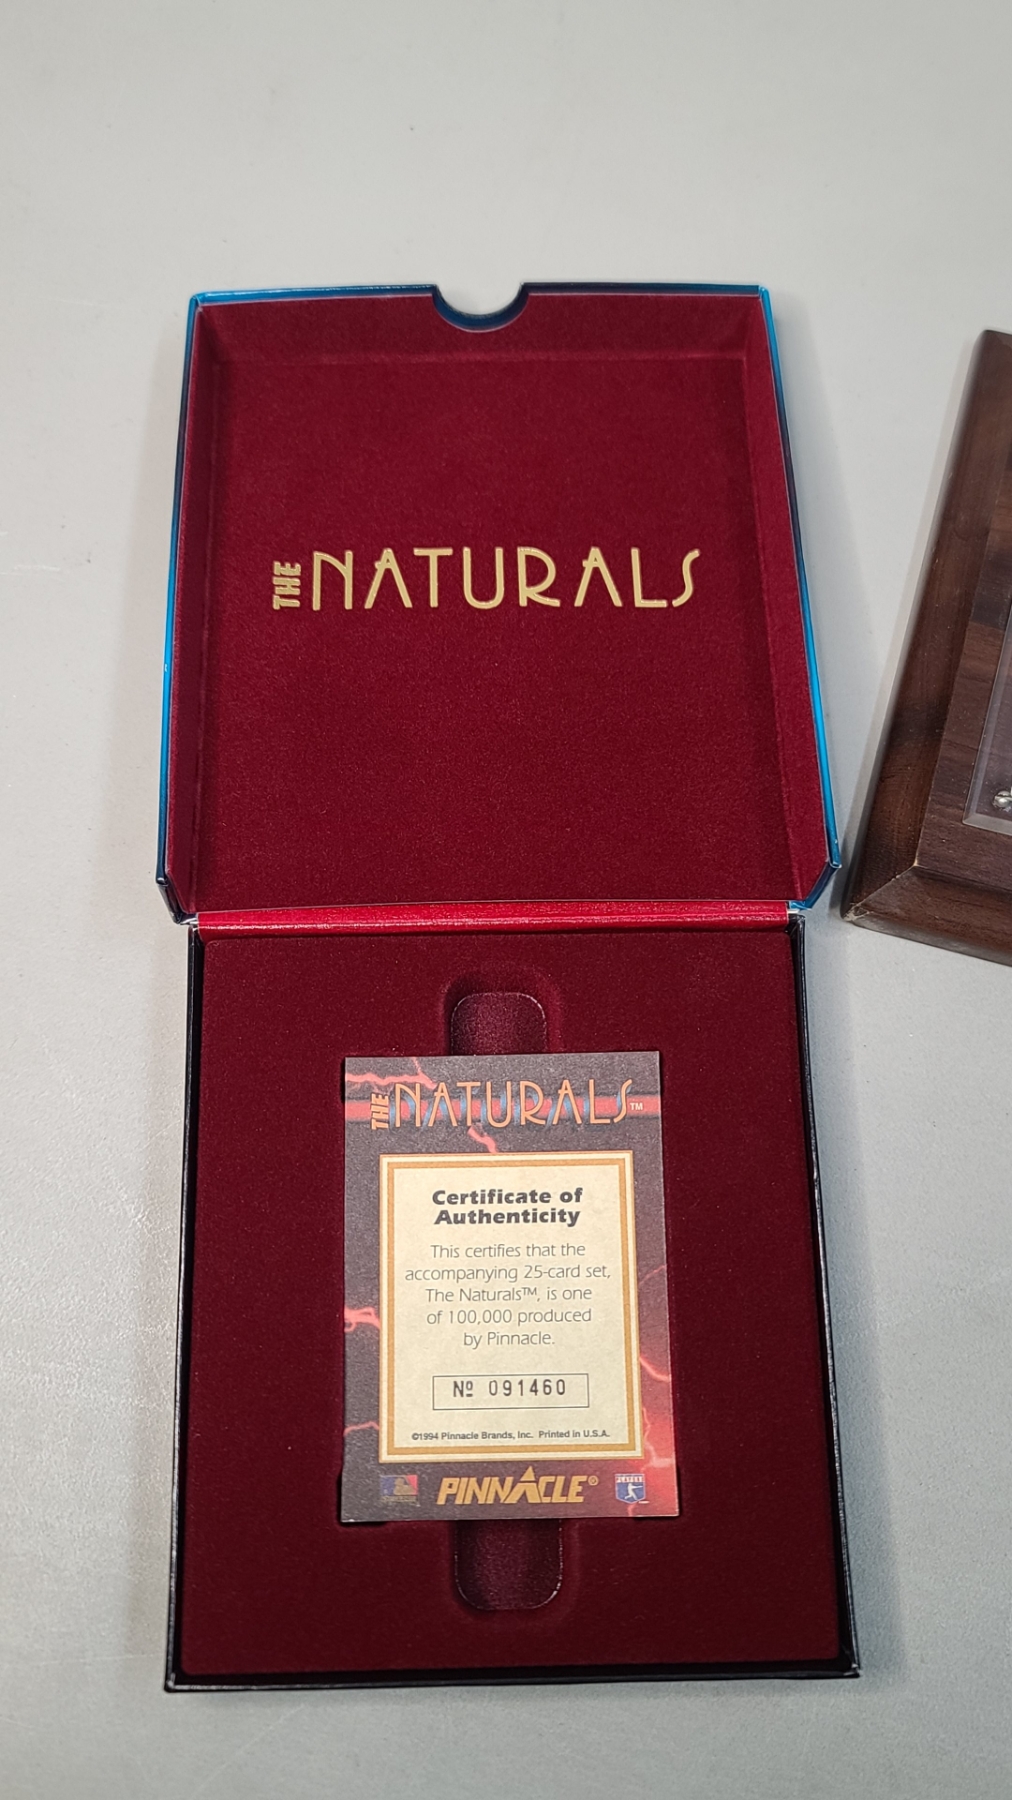 THE NATURALS
THE NATURALS™
Certificate of
Authenticity
This certifies that the
accompanying 25-card set,
The Naturals™, is one
of 100,000 produced
by Pinnacle.
Nº 091460
©1994 Pinnacle Brands, Inc. Printed in U.S.A.
PINNACLE®
PLAYERS